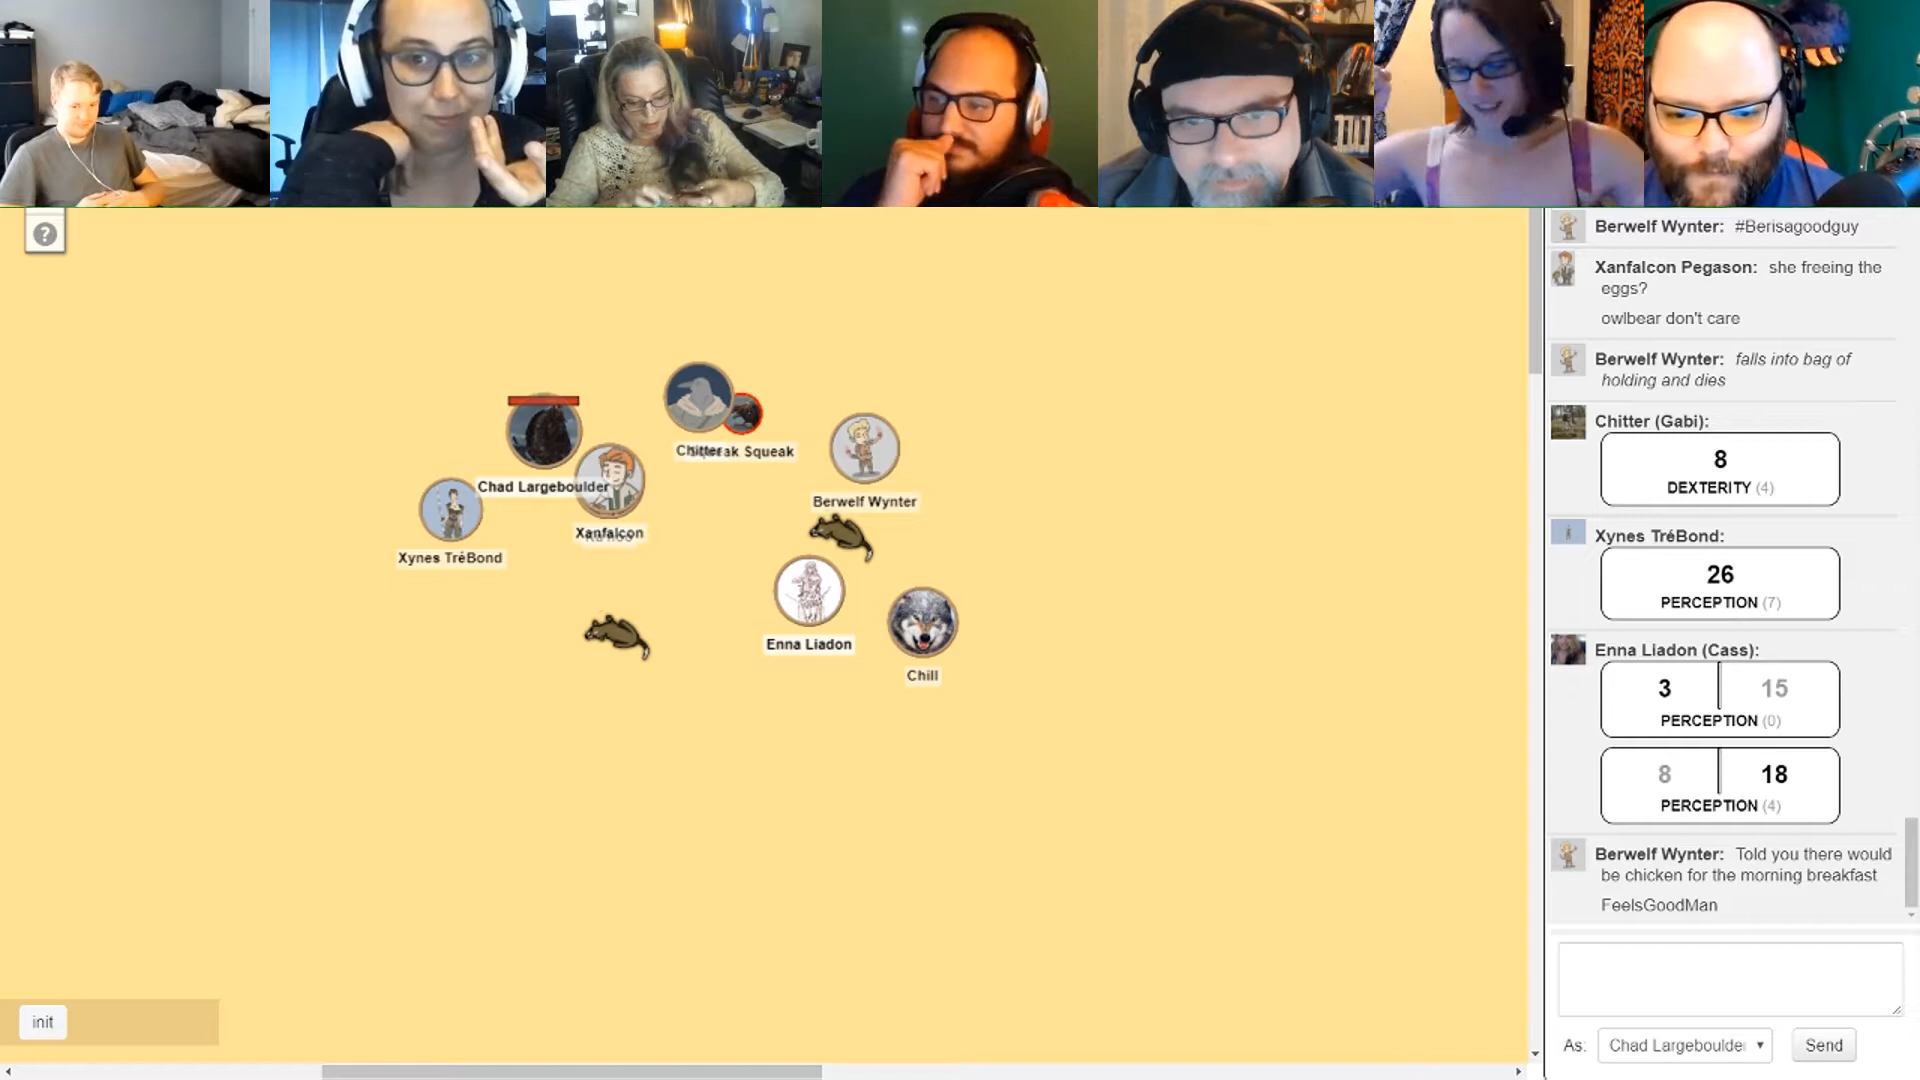 ?
Chad Largeboulder
Xynes TréBond
Xanfalcon
Chitter
ak Squeak
Berwelf Wynter
Enna Liadon
Chill
init
Berwelf Wynter: #Berisagoodguy
Xanfalcon Pegason: she freeing the
eggs?
owlbear don't care
Berwelf Wynter: falls into bag of
holding and dies
Chitter (Gabi):
8
DEXTERITY (4)
Xynes TréBond:
26
PERCEPTION (7)
Enna Liadon (Cass):
3 15
PERCEPTION (0)
8 18
PERCEPTION (4)
Berwelf Wynter: Told you there would
be chicken for the morning breakfast
FeelsGoodMan
As: Chad Largeboulde Send